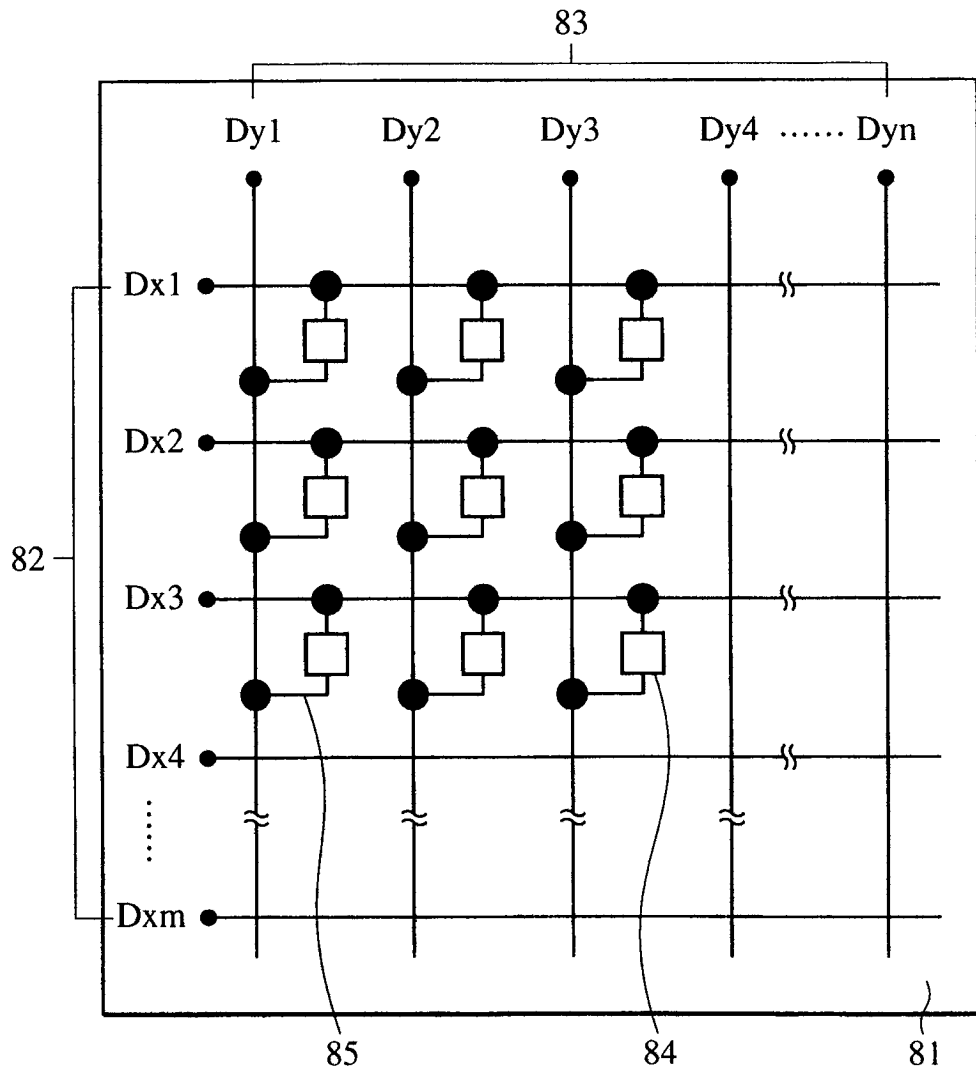 83
Dy1 Dy2 Dy3 Dy4 ...... Dyn
Dx1
Dx2
82
Dx3
Dx4
......
Dxm
85 84 81